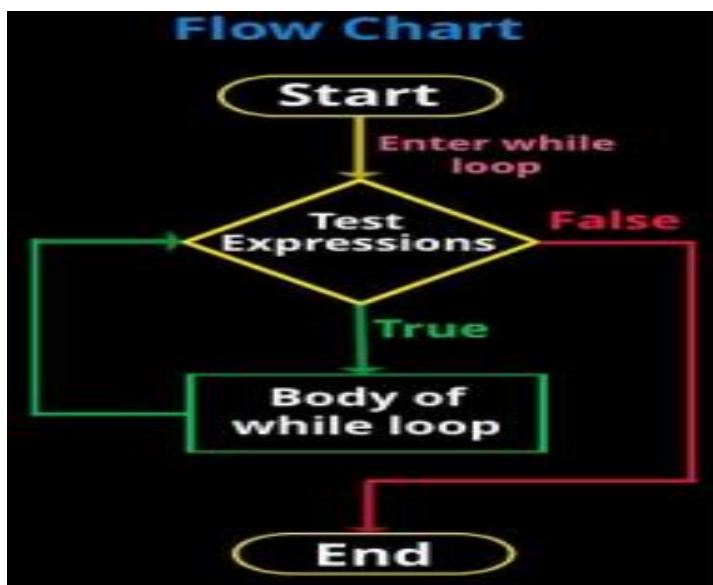 Flow Chart
Start
Enter while
loop
Test
Expressions
False
True
Body of
while loop
End